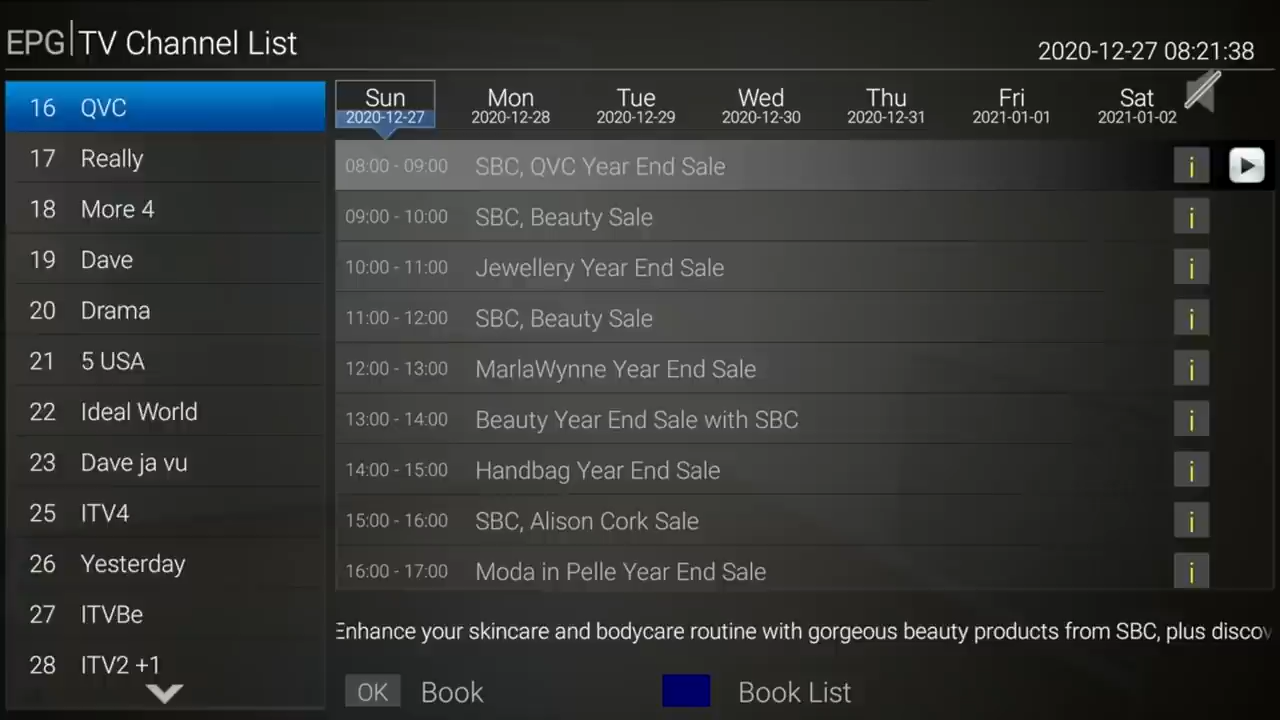 EPG TV Channel List
2020-12-27 08:21:38
16 QVC
17 Really
18 More 4
19 Dave
20 Drama
21 5 USA
22 Ideal World
23 Dave ja vu
25 ITV4
26 Yesterday
27 ITVBe
28 ITV2 +1
Sun Mon Tue Wed Thu Fri Sat
2020-12-27 2020-12-28 2020-12-29 2020-12-30 2020-12-31 2021-01-01 2021-01-02
08:00 - 09:00 SBC, QVC Year End Sale i
09:00 - 10:00 SBC, Beauty Sale i
10:00 - 11:00 Jewellery Year End Sale i
11:00 - 12:00 SBC, Beauty Sale i
12:00 - 13:00 MarlaWynne Year End Sale i
13:00 - 14:00 Beauty Year End Sale with SBC i
14:00 - 15:00 Handbag Year End Sale i
15:00 - 16:00 SBC, Alison Cork Sale i
16:00 - 17:00 Moda in Pelle Year End Sale i
Enhance your skincare and bodycare routine with gorgeous beauty products from SBC, plus discov
OK Book Book List